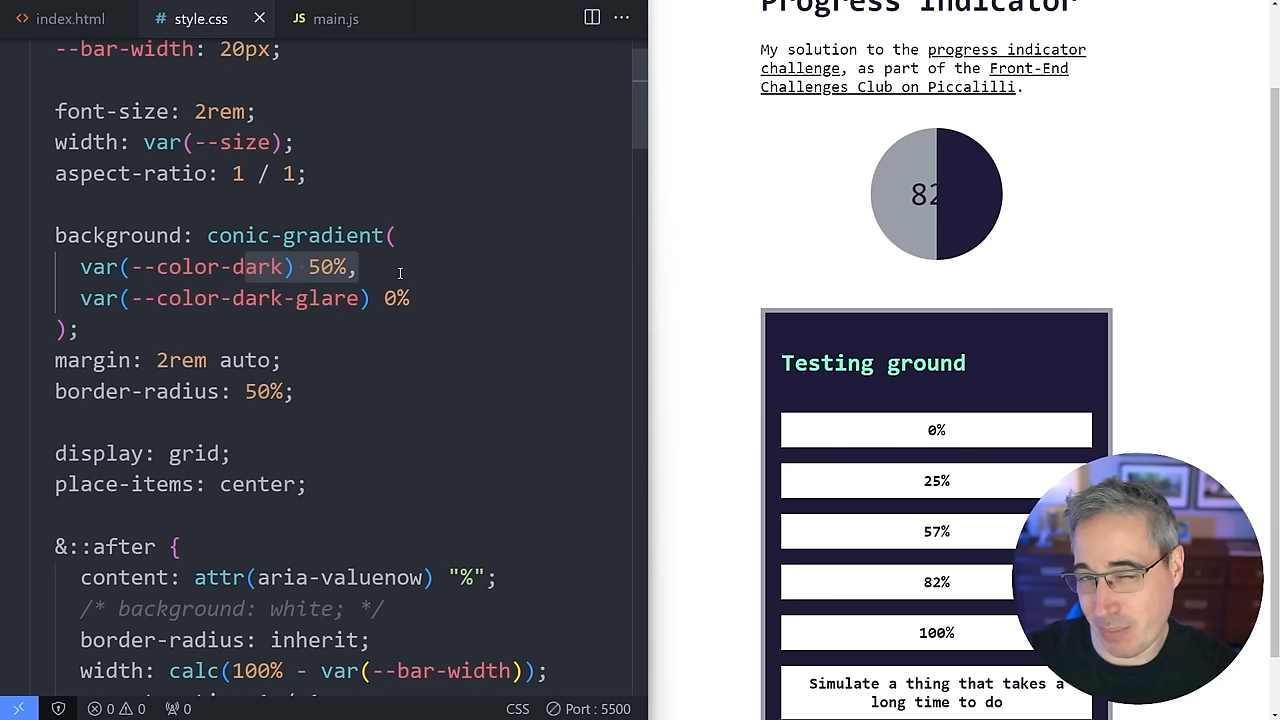 index.html
style.css
main.js
--bar-width: 20px;
font-size: 2rem;
width: var(--size);
aspect-ratio: 1 / 1;
background: conic-gradient(
var(--color-dark) 50%,
var(--color-dark-glare) 0%
);
margin: 2rem auto;
border-radius: 50%;
display: grid;
place-items: center;
&::after {
content: attr(aria-valuenow) "%";
/* background: white; */
border-radius: inherit;
width: calc(100% - var(--bar-width));
0
0
0
CSS
Port : 5500
Progress Indicator
My solution to the progress indicator
challenge, as part of the Front-End
Challenges Club on Piccalilli.
82
Testing ground
0%
25%
57%
82%
100%
Simulate a thing that takes a
long time to do